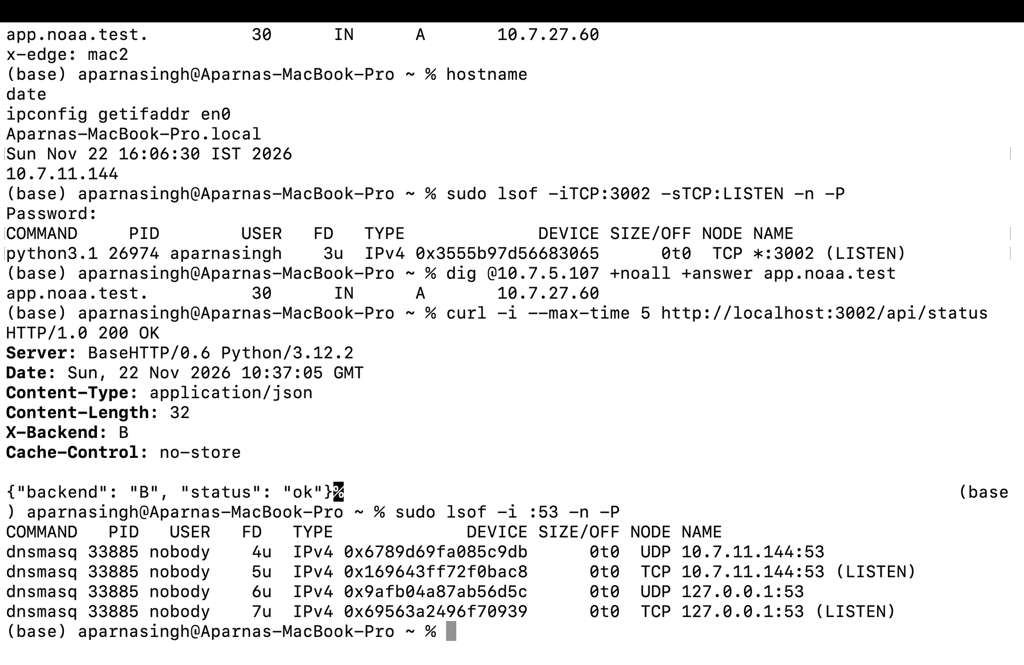 app.noaa.test.          30      IN      A       10.7.27.60
x-edge: mac2
(base) aparnasingh@Aparnas-MacBook-Pro ~ % hostname
date
ipconfig getifaddr en0
Aparnas-MacBook-Pro.local
Sun Nov 22 16:06:30 IST 2026
10.7.11.144
(base) aparnasingh@Aparnas-MacBook-Pro ~ % sudo lsof -iTCP:3002 -sTCP:LISTEN -n -P
Password:
COMMAND     PID        USER   FD   TYPE             DEVICE SIZE/OFF NODE NAME
python3.1 26974 aparnasingh    3u  IPv4 0x3555b97d56683065      0t0  TCP *:3002 (LISTEN)
(base) aparnasingh@Aparnas-MacBook-Pro ~ % dig @10.7.5.107 +noall +answer app.noaa.test
app.noaa.test.          30      IN      A       10.7.27.60
(base) aparnasingh@Aparnas-MacBook-Pro ~ % curl -i --max-time 5 http://localhost:3002/api/status
HTTP/1.0 200 OK
Server: BaseHTTP/0.6 Python/3.12.2
Date: Sun, 22 Nov 2026 10:37:05 GMT
Content-Type: application/json
Content-Length: 32
X-Backend: B
Cache-Control: no-store

{"backend": "B", "status": "ok"}%                                                            (base
) aparnasingh@Aparnas-MacBook-Pro ~ % sudo lsof -i :53 -n -P
COMMAND   PID   USER   FD   TYPE             DEVICE SIZE/OFF NODE NAME
dnsmasq 33885 nobody    4u  IPv4 0x6789d69fa085c9db      0t0  UDP 10.7.11.144:53
dnsmasq 33885 nobody    5u  IPv4 0x169643ff72f0bac8      0t0  TCP 10.7.11.144:53 (LISTEN)
dnsmasq 33885 nobody    6u  IPv4 0x9afb04a87ab56d5c      0t0  UDP 127.0.0.1:53
dnsmasq 33885 nobody    7u  IPv4 0x69563a2496f70939      0t0  TCP 127.0.0.1:53 (LISTEN)
(base) aparnasingh@Aparnas-MacBook-Pro ~ %